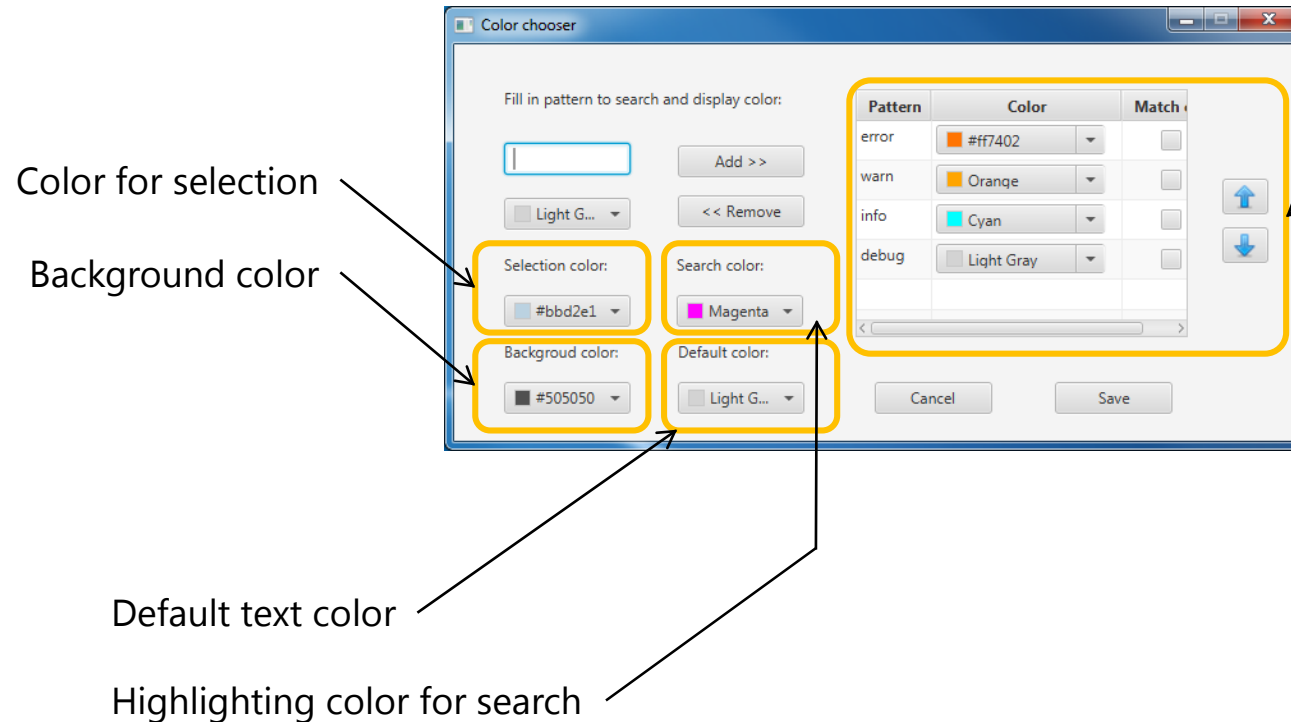 Color chooser
Fill in pattern to search and display color:
Add >>
Light G...
<< Remove
Selection color:
Search color:
#bbd2e1
Magenta
Backgroud color:
Default color:
#505050
Light G...
Pattern Color Match
error #ff7402
warn Orange
info Cyan
debug Light Gray
Cancel
Save
Color for selection
Background color
Default text color
Highlighting color for search